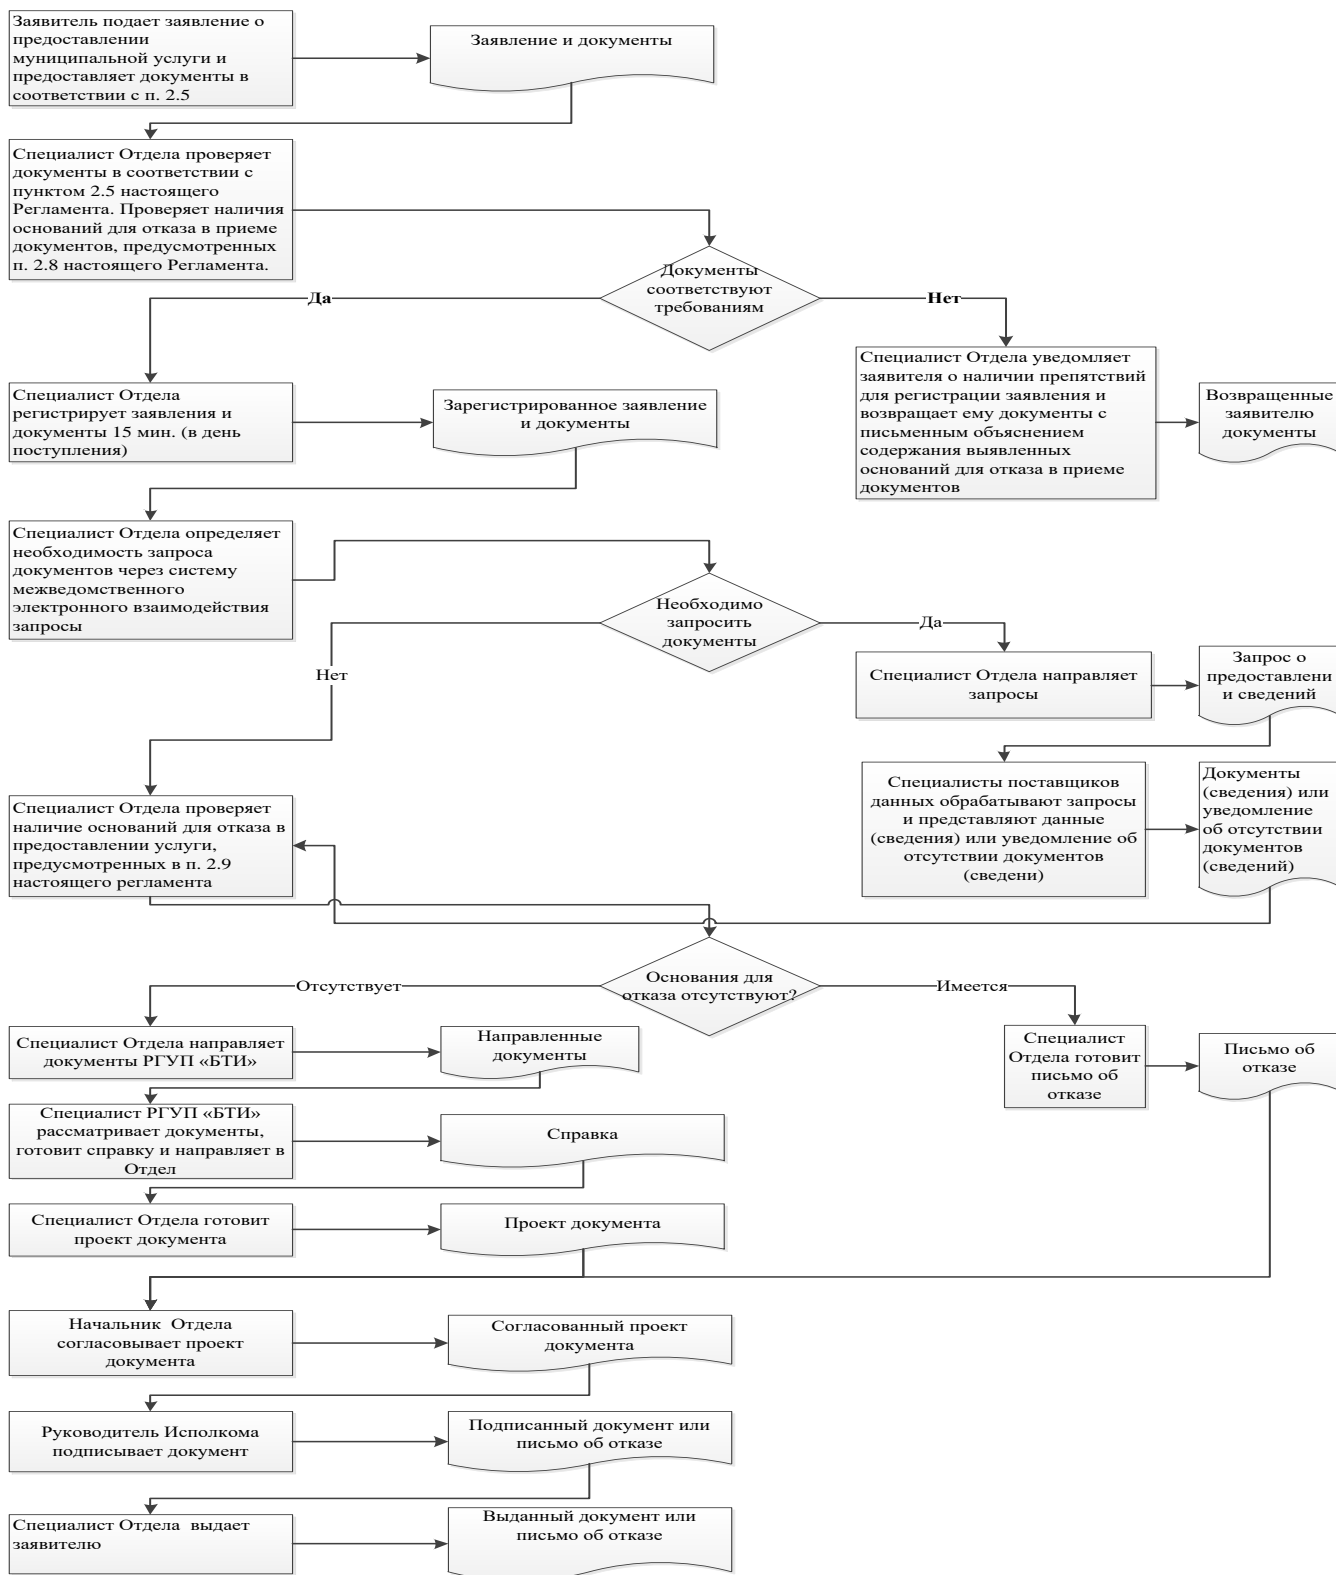 Заявитель подает заявление о
предоставлении
муниципальной услуги и
предоставляет документы в
соответствии с п. 2.5
Заявление и документы
Специалист Отдела проверяет
документы в соответствии с
пунктом 2.5 настоящего
Регламента. Проверяет наличия
оснований для отказа в приеме
документов, предусмотренных
п. 2.8 настоящего Регламента.
Документы
соответствуют
требованиям
Да
Нет
Специалист Отдела
регистрирует заявления и
документы 15 мин. (в день
поступления)
Зарегистрированное заявление
и документы
Специалист Отдела уведомляет
заявителя о наличии препятствий
для регистрации заявления и
возвращает ему документы с
письменным объяснением
содержания выявленных
оснований для отказа в приеме
документов
Возвращенные
заявителю
документы
Специалист Отдела определяет
необходимость запроса
документов через систему
межведомственного
электронного взаимодействия
запросы
Необходимо
запросить
документы
Да
Нет
Специалист Отдела направляет
запросы
Запрос о
предоставлени
и сведений
Специалисты поставщиков
данных обрабатывают запросы
и представляют данные
(сведения) или уведомление об
отсутствии документов
(сведени)
Документы
(сведения) или
уведомление
об отсутствии
документов
(сведений)
Специалист Отдела проверяет
наличие оснований для отказа в
предоставлении услуги,
предусмотренных в п. 2.9
настоящего регламента
Основания для
отказа отсутствуют?
Отсутствует
Имеется
Специалист Отдела направляет
документы РГУП «БТИ»
Направленные
документы
Специалист
Отдела готовит
письмо об
отказе
Письмо об
отказе
Специалист РГУП «БТИ»
рассматривает документы,
готовит справку и направляет в
Отдел
Справка
Специалист Отдела готовит
проект документа
Проект документа
Начальник  Отдела
согласовывает проект
документа
Согласованный проект
документа
Руководитель Исполкома
подписывает документ
Подписанный документ или
письмо об отказе
Специалист Отдела  выдает
заявителю
Выданный документ или
письмо об отказе